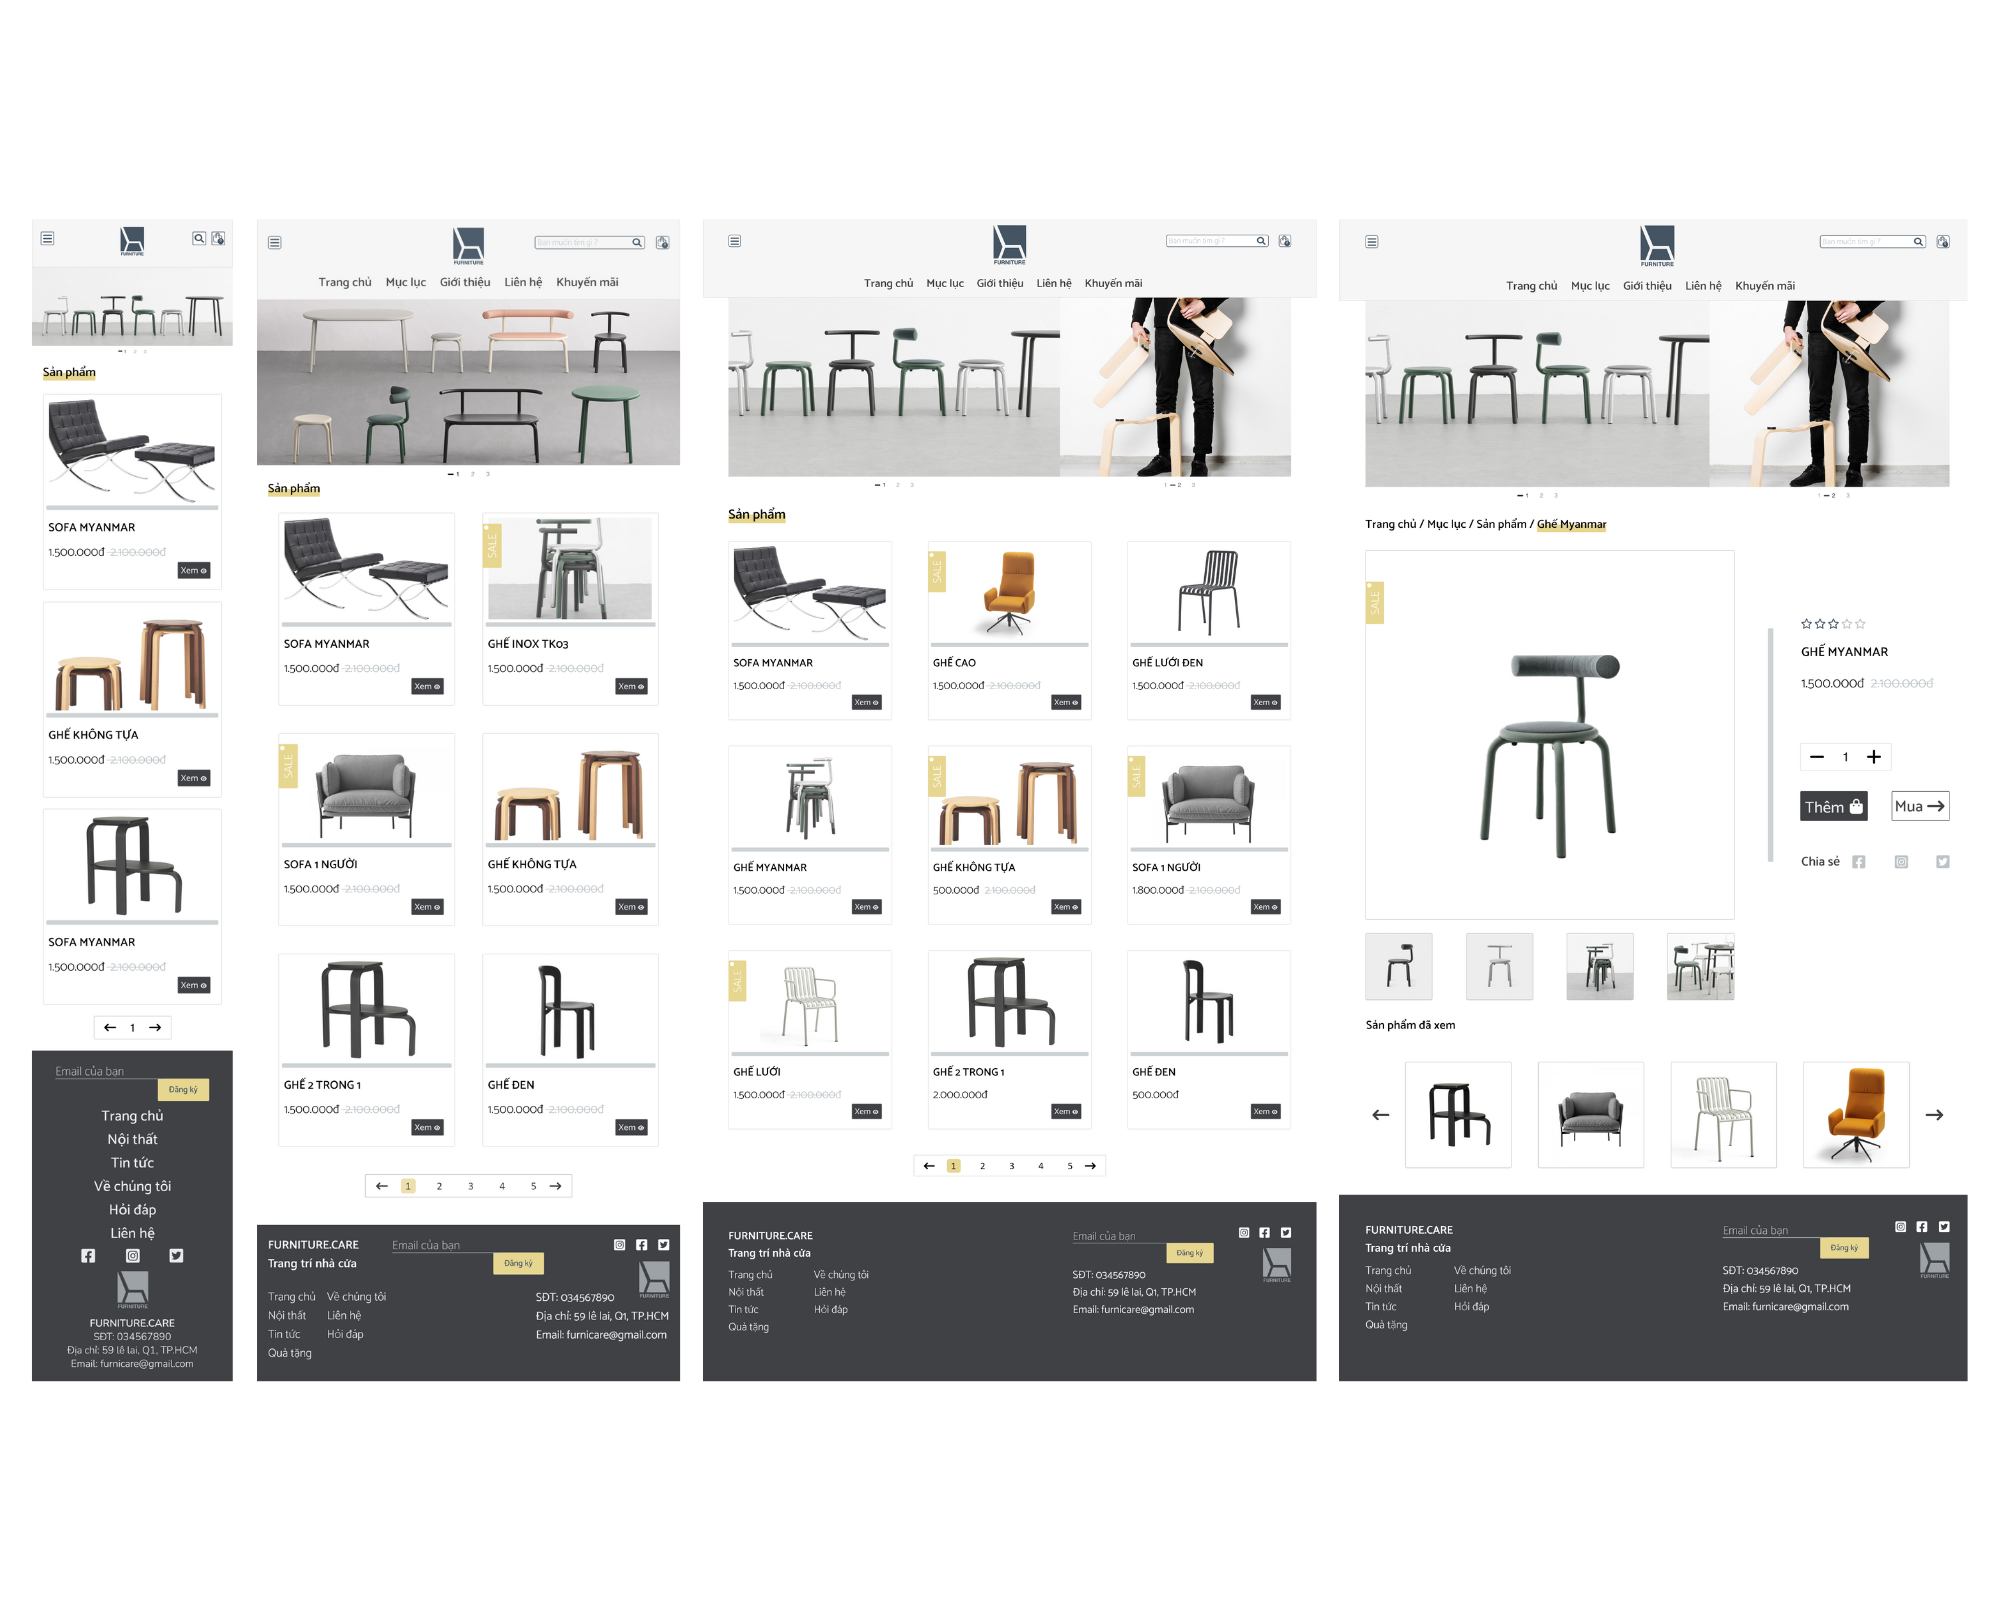 FURNITURE
1 2 3
Sản phẩm
SOFA MYANMAR
1.500.000đ 2.100.000đ
Xem
GHẾ KHÔNG TỰA
1.500.000đ 2.100.000đ
Xem
SOFA MYANMAR
1.500.000đ 2.100.000đ
Xem
1
Email của bạn
Đăng ký
Trang chủ
Nội thất
Tin tức
Về chúng tôi
Hỏi đáp
Liên hệ
FURNITURE
FURNITURE.CARE
SĐT: 034567890
Địa chỉ: 59 lê lai, Q1, TP.HCM
Email: furnicare@gmail.com
FURNITURE
Bạn muốn tìm gì ?
Trang chủ Mục lục Giới thiệu Liên hệ Khuyến mãi
1 2 3
Sản phẩm
SALE
SOFA MYANMAR GHẾ INOX TK03
1.500.000đ 2.100.000đ 1.500.000đ 2.100.000đ
Xem Xem
SALE
SOFA 1 NGƯỜI GHẾ KHÔNG TỰA
1.500.000đ 2.100.000đ 1.500.000đ 2.100.000đ
Xem Xem
GHẾ 2 TRONG 1 GHẾ ĐEN
1.500.000đ 2.100.000đ 1.500.000đ 2.100.000đ
Xem Xem
1 2 3 4 5
FURNITURE.CARE Email của bạn
Trang trí nhà cửa Đăng ký
FURNITURE
Trang chủ Về chúng tôi SĐT: 034567890
Nội thất Liên hệ Địa chỉ: 59 lê lai, Q1, TP.HCM
Tin tức Hỏi đáp Email: furnicare@gmail.com
Quà tặng
FURNITURE
Bạn muốn tìm gì ?
Trang chủ Mục lục Giới thiệu Liên hệ Khuyến mãi
1 2 3 1 2 3
Sản phẩm
SALE
SOFA MYANMAR GHẾ CAO GHẾ LƯỚI ĐEN
1.500.000đ 2.100.000đ 1.500.000đ 2.100.000đ 1.500.000đ 2.100.000đ
Xem Xem Xem
SALE SALE
GHẾ MYANMAR GHẾ KHÔNG TỰA SOFA 1 NGƯỜI
1.500.000đ 2.100.000đ 500.000đ 2.100.000đ 1.800.000đ 2.100.000đ
Xem Xem Xem
SALE
GHẾ LƯỚI GHẾ 2 TRONG 1 GHẾ ĐEN
1.500.000đ 2.100.000đ 2.000.000đ 500.000đ
Xem Xem Xem
1 2 3 4 5
FURNITURE.CARE Email của bạn
Trang trí nhà cửa Đăng ký
Trang chủ Về chúng tôi SĐT: 034567890 FURNITURE
Nội thất Liên hệ Địa chỉ: 59 lê lai, Q1, TP.HCM
Tin tức Hỏi đáp Email: furnicare@gmail.com
Quà tặng
FURNITURE
Bạn muốn tìm gì ?
Trang chủ Mục lục Giới thiệu Liên hệ Khuyến mãi
1 2 3 1 2 3
Trang chủ / Mục lục / Sản phẩm / Ghế Myanmar
SALE
GHẾ MYANMAR
1.500.000đ 2.100.000đ
1
Thêm Mua
Chia sẻ
Sản phẩm đã xem
FURNITURE.CARE Email của bạn
Trang trí nhà cửa Đăng ký
Trang chủ Về chúng tôi SĐT: 034567890 FURNITURE
Nội thất Liên hệ Địa chỉ: 59 lê lai, Q1, TP.HCM
Tin tức Hỏi đáp Email: furnicare@gmail.com
Quà tặng